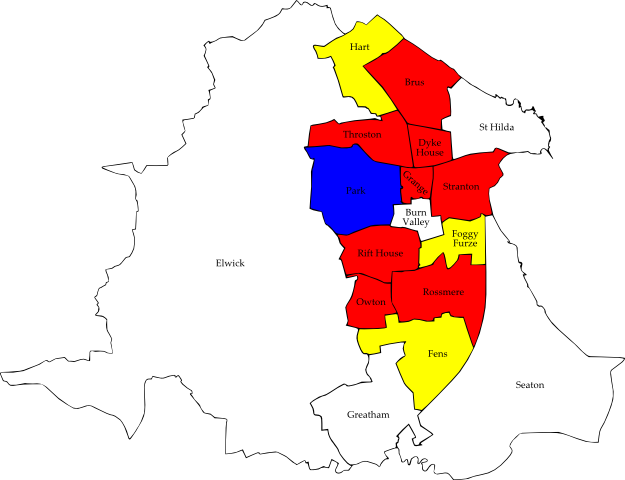 Hart
Brus
St Hilda
Throston
Dyke
House
Park
Grange
Stranton
Burn
Valley
Foggy
Furze
Rift House
Elwick
Owton
Rossmere
Fens
Seaton
Greatham